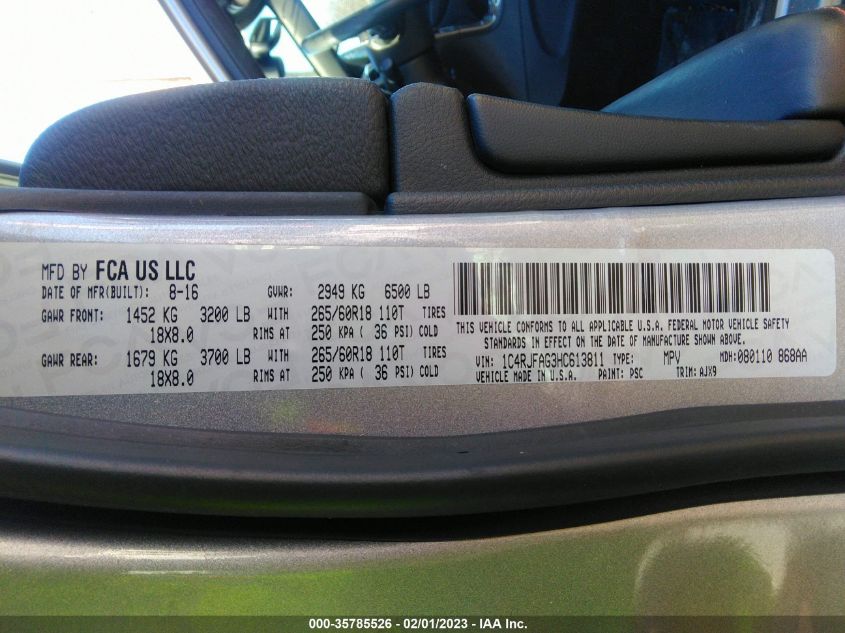 MFD BY FCA US LLC
DATE OF MFR(BUILT): 8-16 GVWR: 2949 KG 6500 LB
GAWR FRONT: 1452 KG 3200 LB WITH 265/60R18 110T TIRES
18X8.0 RIMS AT 250 KPA ( 36 PSI) COLD
GAWR REAR: 1679 KG 3700 LB WITH 265/60R18 110T TIRES
18X8.0 RIMS AT 250 KPA ( 36 PSI) COLD
THIS VEHICLE CONFORMS TO ALL APPLICABLE U.S.A. FEDERAL MOTOR VEHICLE SAFETY
STANDARDS IN EFFECT ON THE DATE OF MANUFACTURE SHOWN ABOVE.
VIN: 1C4RJFAG3HC613811 TYPE: MPV MDH:080110 868AA
VEHICLE MADE IN U.S.A. PAINT: PSC TRIM: AJX9
000-35785526 - 02/01/2023 - IAA Inc.